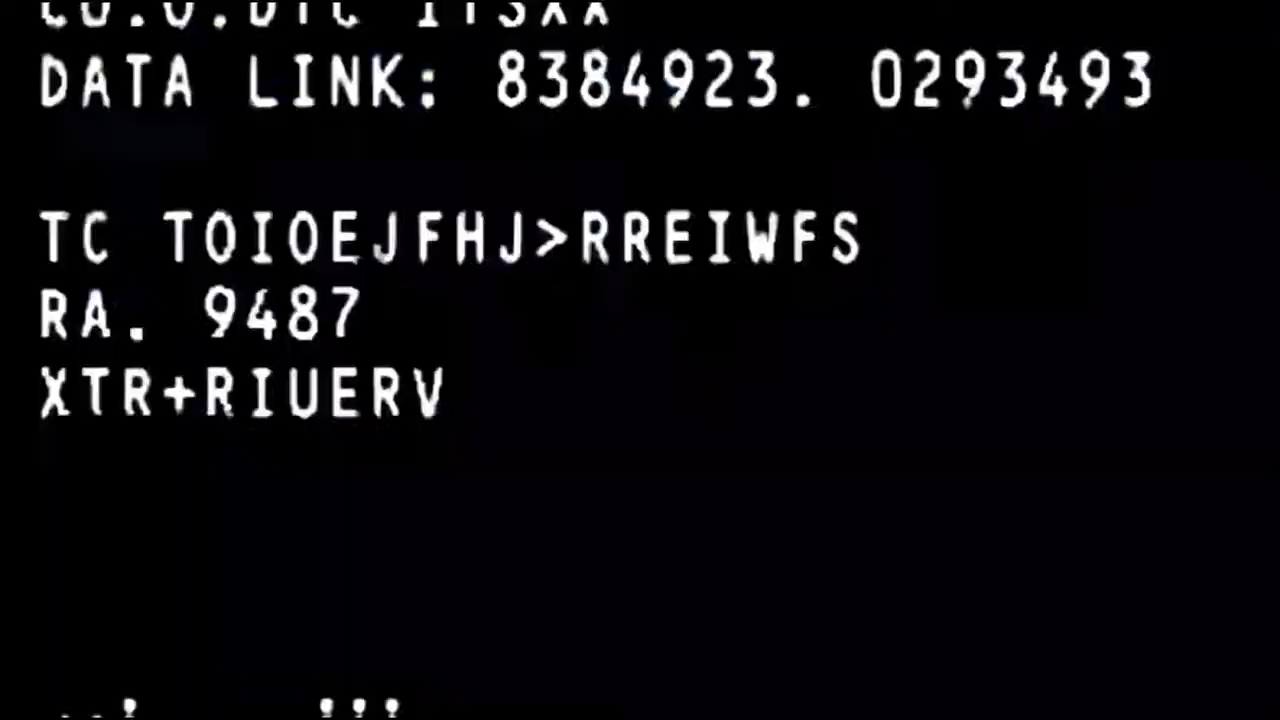 DATA LINK: 8384923. 0293493
TC TOIOEJFHJ>RREIWFS
RA. 9487
XTR+RIUERV